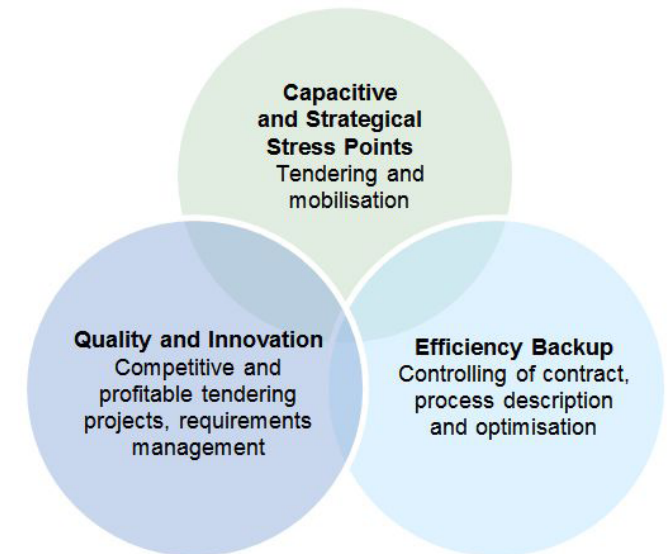 Capacitive
and Strategical
Stress Points
Tendering and
mobilisation
Quality and Innovation
Competitive and
profitable tendering
projects, requirements
management
Efficiency Backup
Controlling of contract,
process description
and optimisation